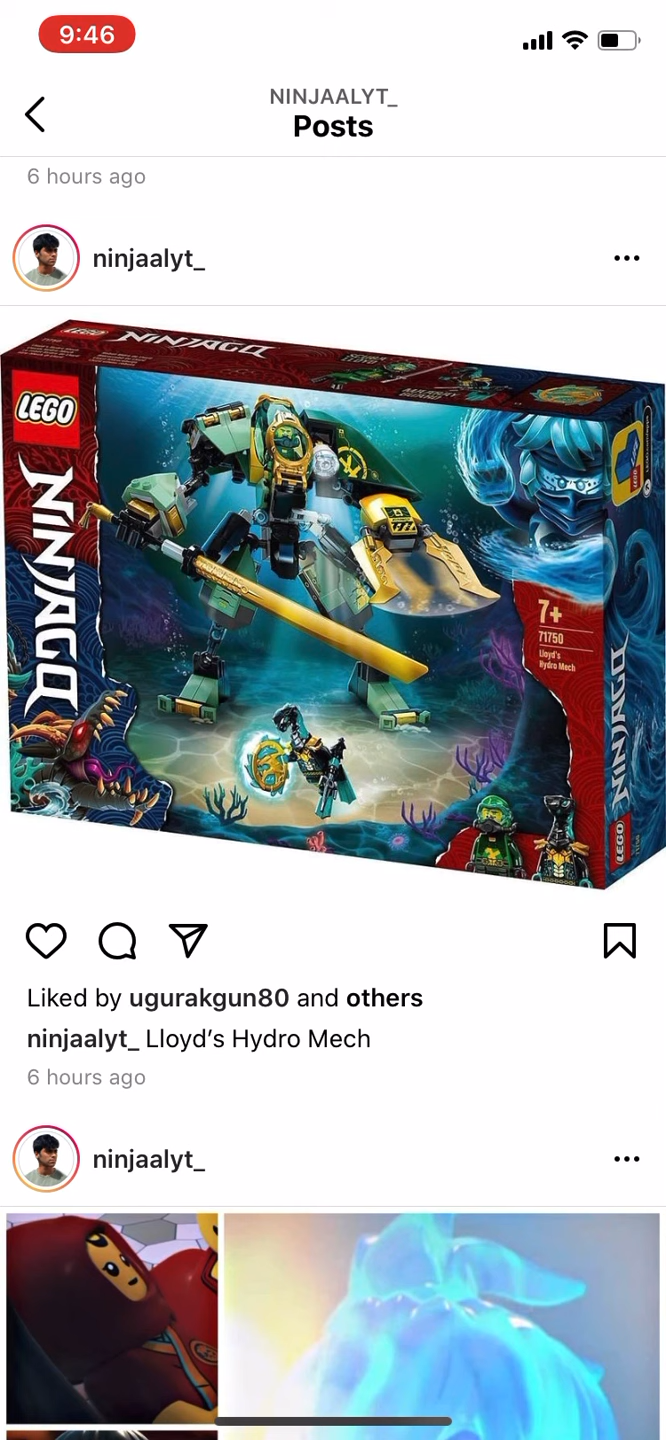 9:46
NINJAALYT_
Posts
6 hours ago
ninjaalyt_
LEGO
NINJAGO
LEGO
NINJAGO
7+
71750
Lloyd's
Hydro Mech
NINJAGO
LEGO
Liked by ugurakgun80 and others
ninjaalyt_ Lloyd’s Hydro Mech
6 hours ago
ninjaalyt_